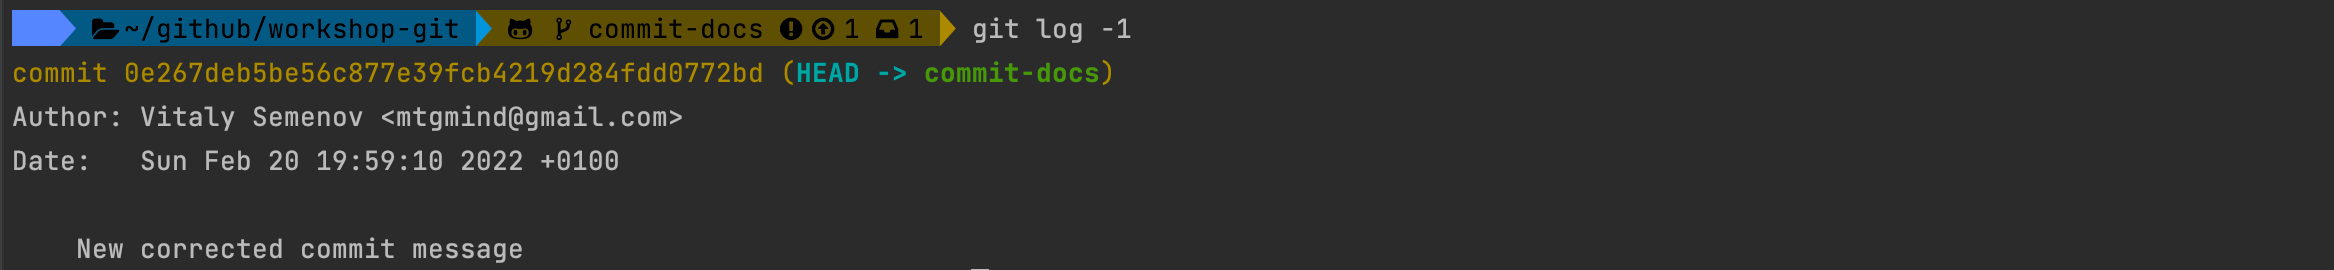 ~/github/workshop-git commit-docs 1 1 git log -1
commit 0e267deb5be56c877e39fcb4219d284fdd0772bd (HEAD -> commit-docs)
Author: Vitaly Semenov <mtgmind@gmail.com>
Date:   Sun Feb 20 19:59:10 2022 +0100
New corrected commit message